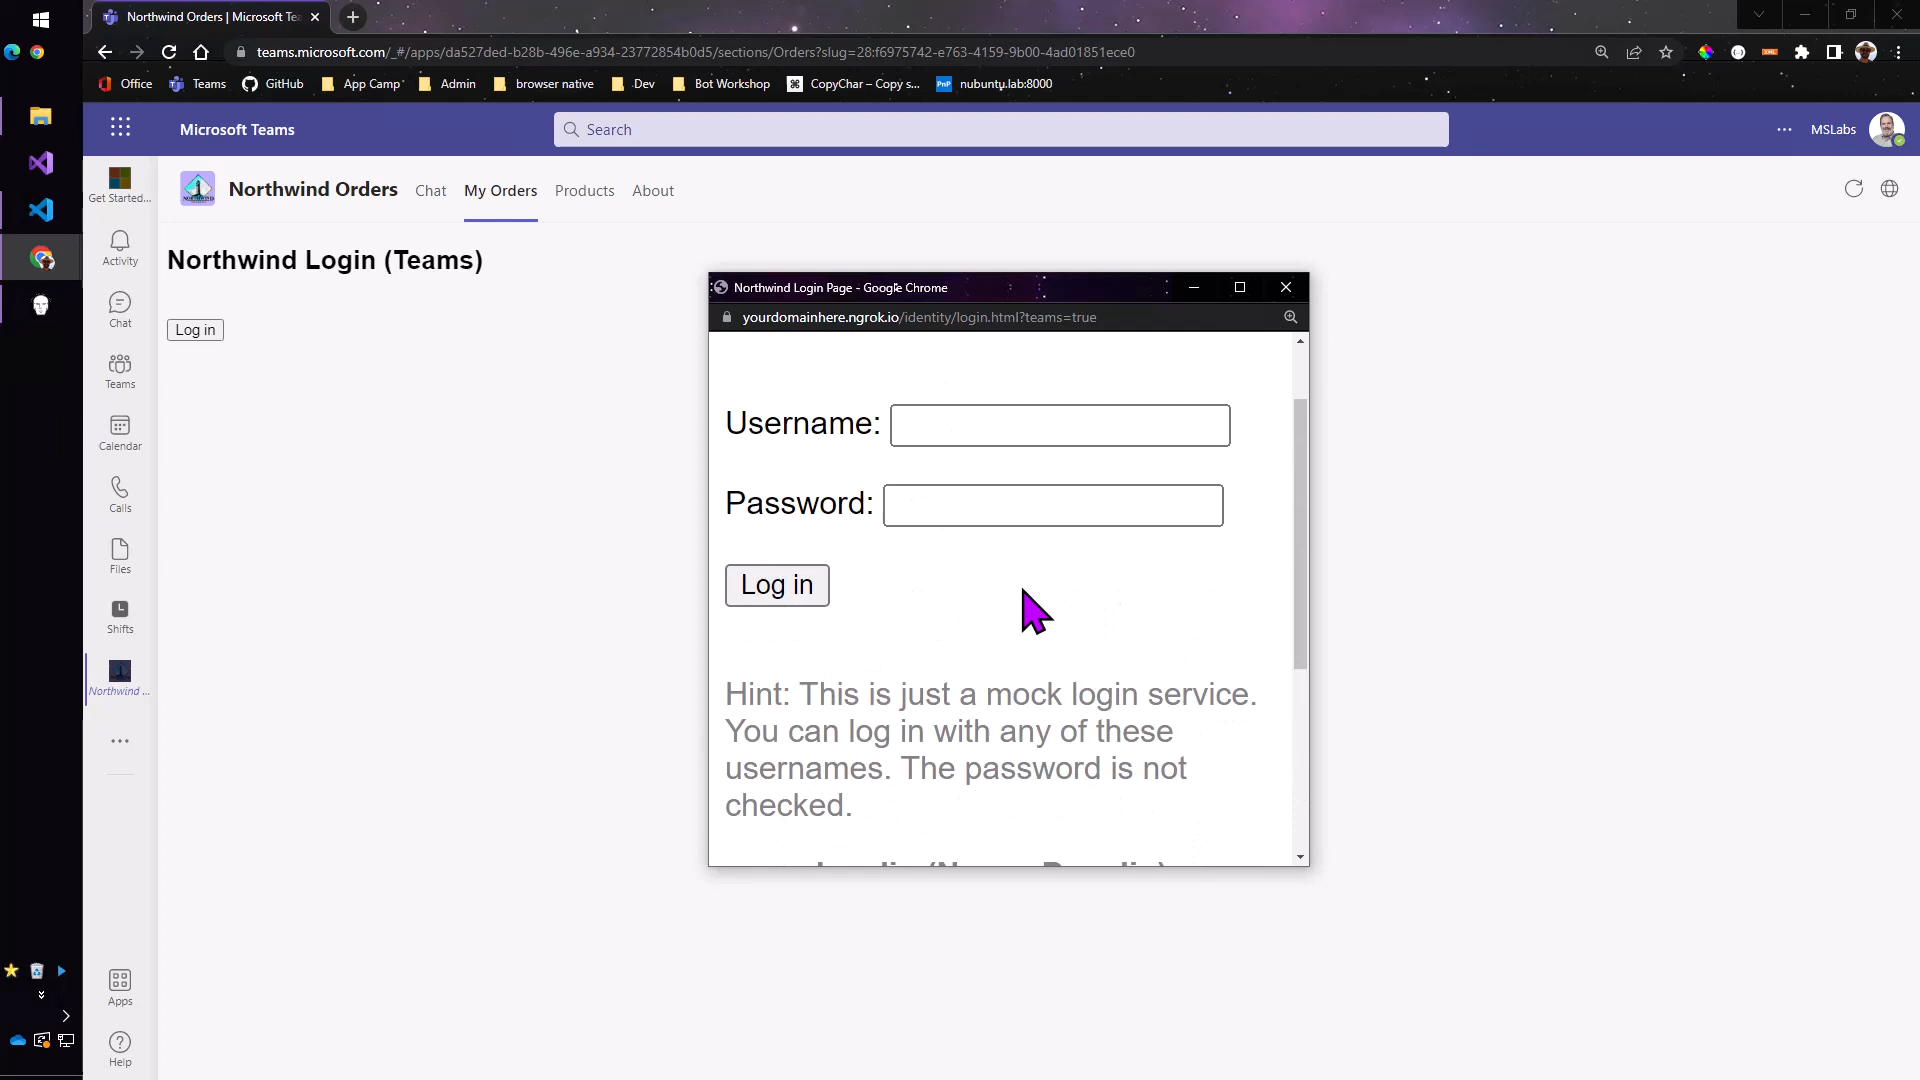 Northwind Orders | Microsoft Tea
teams.microsoft.com/_#/apps/da527ded-b28b-496e-a934-23772854b0d5/sections/Orders?slug=28:f6975742-e763-4159-9b00-4ad01851ece0
Office
Teams
GitHub
App Camp
Admin
browser native
Dev
Bot Workshop
CopyChar – Copy s...
PnP
nubuntu.lab:8000
Microsoft Teams
Search
MSLabs
Get Started...
Activity
Chat
Teams
Calendar
Calls
Files
Shifts
Northwind ...
Apps
Help
Northwind Orders
Chat
My Orders
Products
About
Northwind Login (Teams)
Log in
Northwind Login Page - Google Chrome
yourdomainhere.ngrok.io/identity/login.html?teams=true
Username:
Password:
Log in
Hint: This is just a mock login service.
You can log in with any of these
usernames. The password is not
checked.